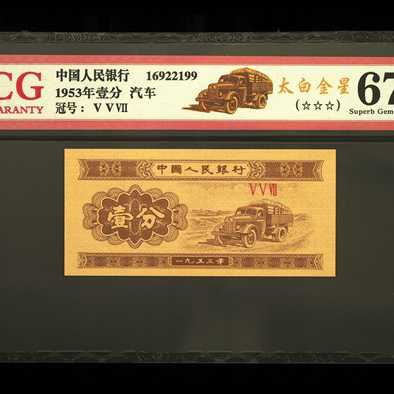 CG
ARANTY
中国人民银行 16922199
1953年壹分 汽车
冠号: V V Ⅶ
太白金星
(☆☆☆)
67
Superb Gem
中國人民銀行
V V Ⅶ
壹分
一九五三年